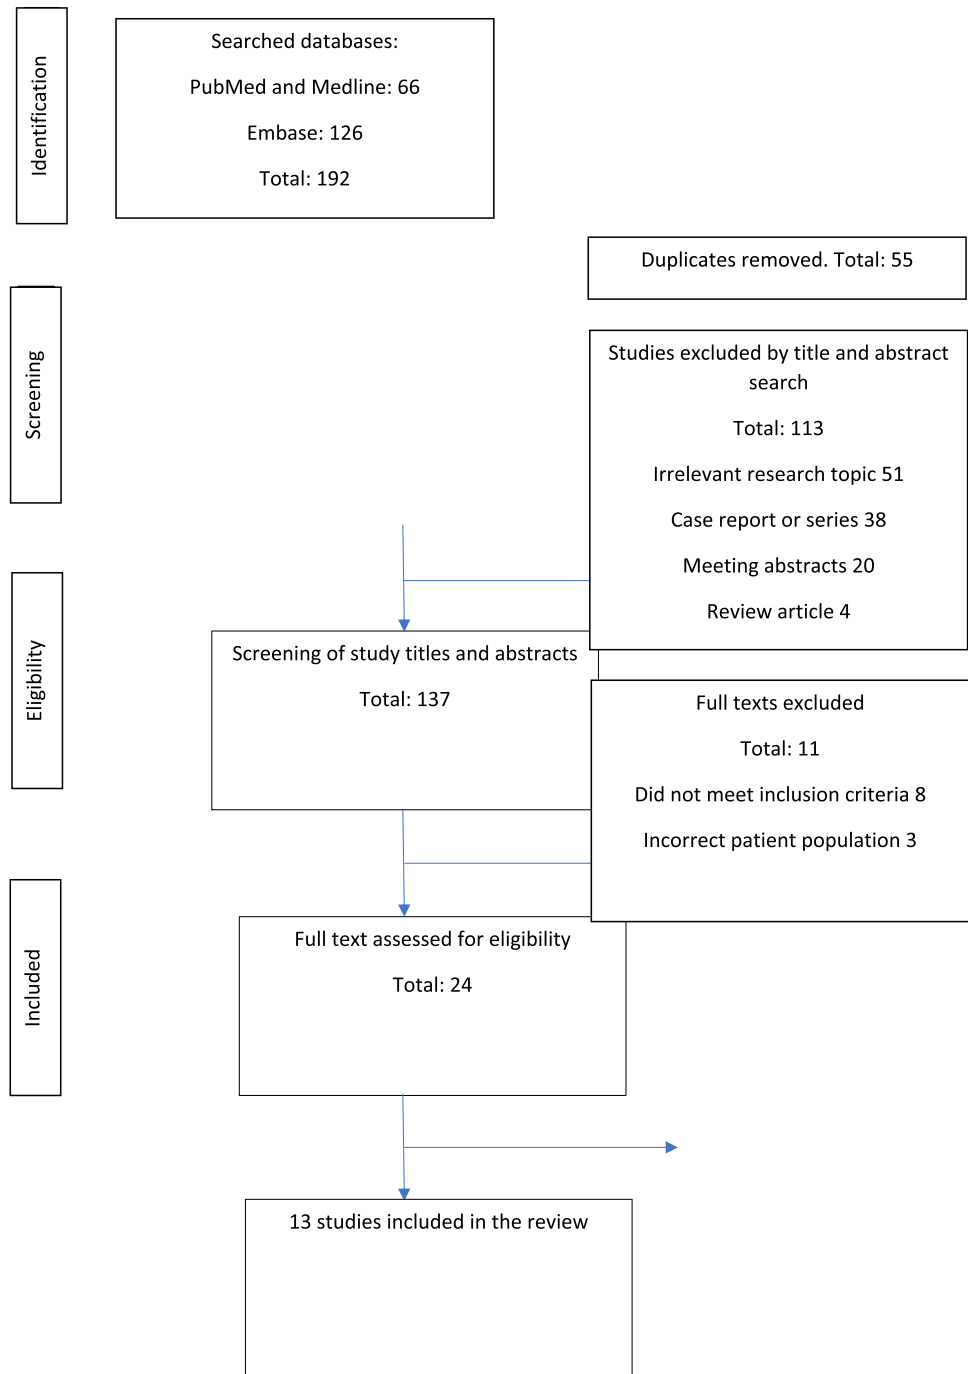 Identification
Searched databases:
PubMed and Medline: 66
Embase: 126
Total: 192
Duplicates removed. Total: 55
Screening
Studies excluded by title and abstract
search
Total: 113
Irrelevant research topic 51
Case report or series 38
Meeting abstracts 20
Review article 4
Eligibility
Screening of study titles and abstracts
Total: 137
Full texts excluded
Total: 11
Did not meet inclusion criteria 8
Incorrect patient population 3
Included
Full text assessed for eligibility
Total: 24
13 studies included in the review